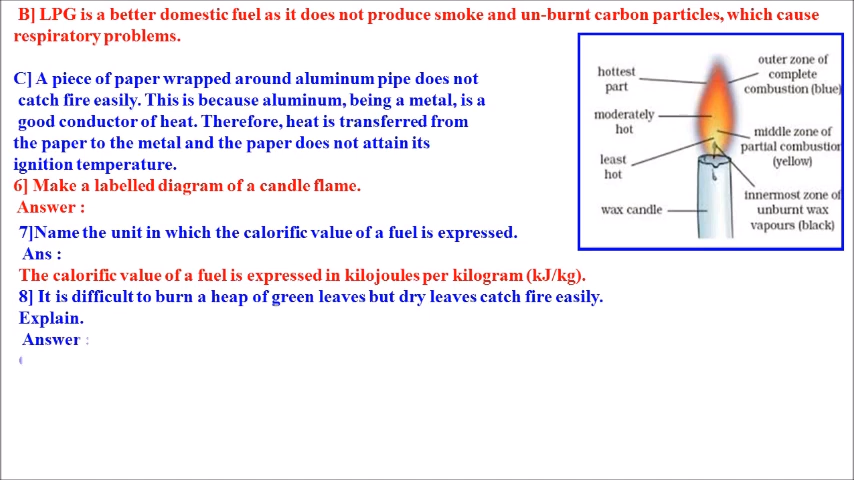 B] LPG is a better domestic fuel as it does not produce smoke and un-burnt carbon particles, which cause
respiratory problems.
C] A piece of paper wrapped around aluminum pipe does not
catch fire easily. This is because aluminum, being a metal, is a
good conductor of heat. Therefore, heat is transferred from
the paper to the metal and the paper does not attain its
ignition temperature.
6] Make a labelled diagram of a candle flame.
Answer :
7]Name the unit in which the calorific value of a fuel is expressed.
Ans :
The calorific value of a fuel is expressed in kilojoules per kilogram (kJ/kg).
8] It is difficult to burn a heap of green leaves but dry leaves catch fire easily.
Explain.
Answer :
hottest
part
moderately
hot
least
hot
wax candle
outer zone of
complete
combustion (blue)
middle zone of
partial combustion
(yellow)
innermost zone of
unburnt wax
vapours (black)